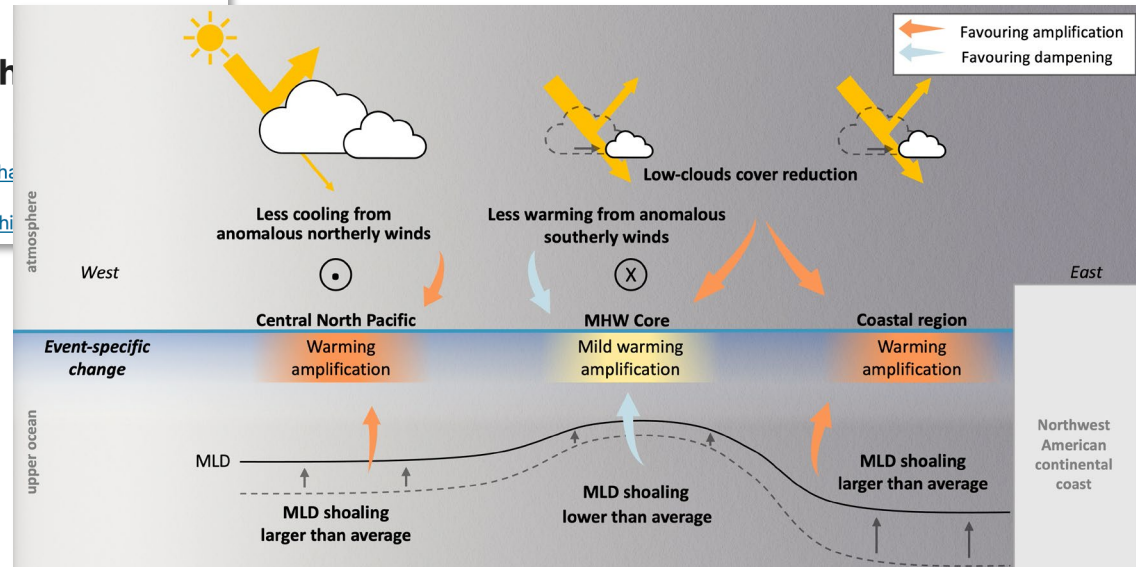 Favouring amplification
Favouring dampening
Low-clouds cover reduction
atmosphere
Less cooling from
anomalous northerly winds
Less warming from anomalous
southerly winds
West
X
East
Central North Pacific
MHW Core
Coastal region
Event-specific
change
Warming
amplification
Mild warming
amplification
Warming
amplification
upper ocean
MLD
MLD shoaling
larger than average
MLD shoaling
lower than average
MLD shoaling
larger than average
Northwest
American
continental
coast